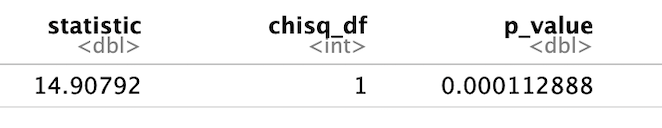 statistic chisq_df p_value
<dbl> <int> <dbl>
14.90792 1 0.000112888